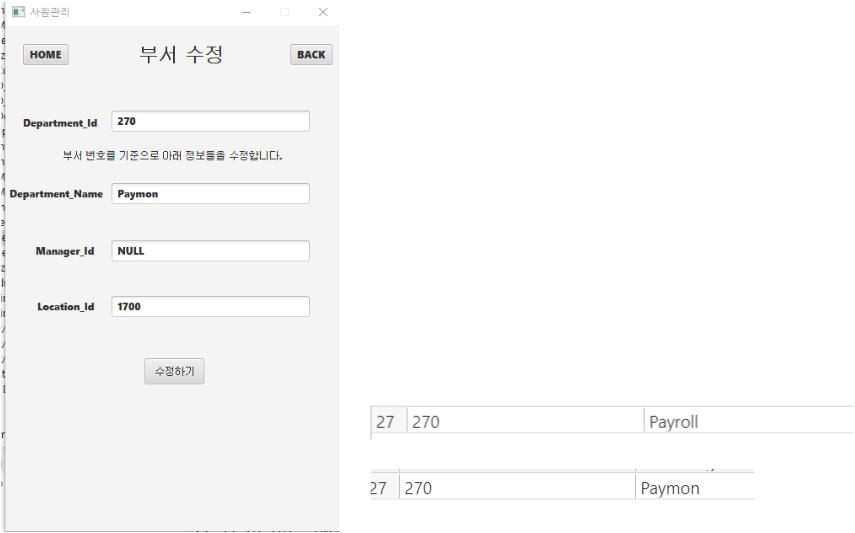 사원관리
HOME
부서 수정
BACK
Department_Id
270
부서 번호를 기준으로 아래 정보들을 수정합니다.
Department_Name
Paymon
Manager_Id
NULL
Location_Id
1700
수정하기
27 270 Payroll
27 270 Paymon